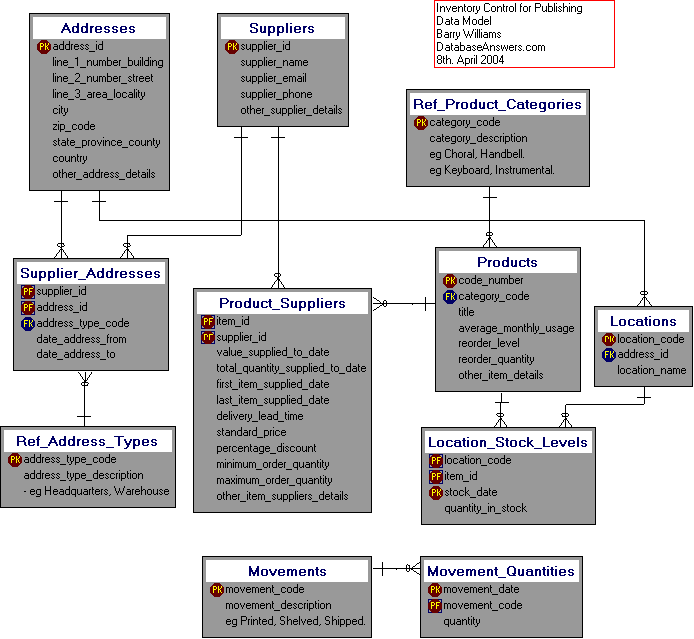 Inventory Control for Publishing
Data Model
Barry Williams
DatabaseAnswers.com
8th. April 2004
Addresses
PK address_id
line_1_number_building
line_2_number_street
line_3_area_locality
city
zip_code
state_province_county
country
other_address_details
Suppliers
PK supplier_id
supplier_name
supplier_email
supplier_phone
other_supplier_details
Ref_Product_Categories
PK category_code
category_description
eg Choral, Handbell.
eg Keyboard, Instrumental.
Supplier_Addresses
PF supplier_id
PF address_id
FK address_type_code
date_address_from
date_address_to
Product_Suppliers
PF item_id
PF supplier_id
value_supplied_to_date
total_quantity_supplied_to_date
first_item_supplied_date
last_item_supplied_date
delivery_lead_time
standard_price
percentage_discount
minimum_order_quantity
maximum_order_quantity
other_item_suppliers_details
Products
PK code_number
FK category_code
title
average_monthly_usage
reorder_level
reorder_quantity
other_item_details
Locations
PK location_code
FK address_id
location_name
Ref_Address_Types
PK address_type_code
address_type_description
- eg Headquarters, Warehouse
Location_Stock_Levels
PF location_code
PF item_id
PK stock_date
quantity_in_stock
Movements
PK movement_code
movement_description
eg Printed, Shelved, Shipped.
Movement_Quantities
PK movement_date
PF movement_code
quantity